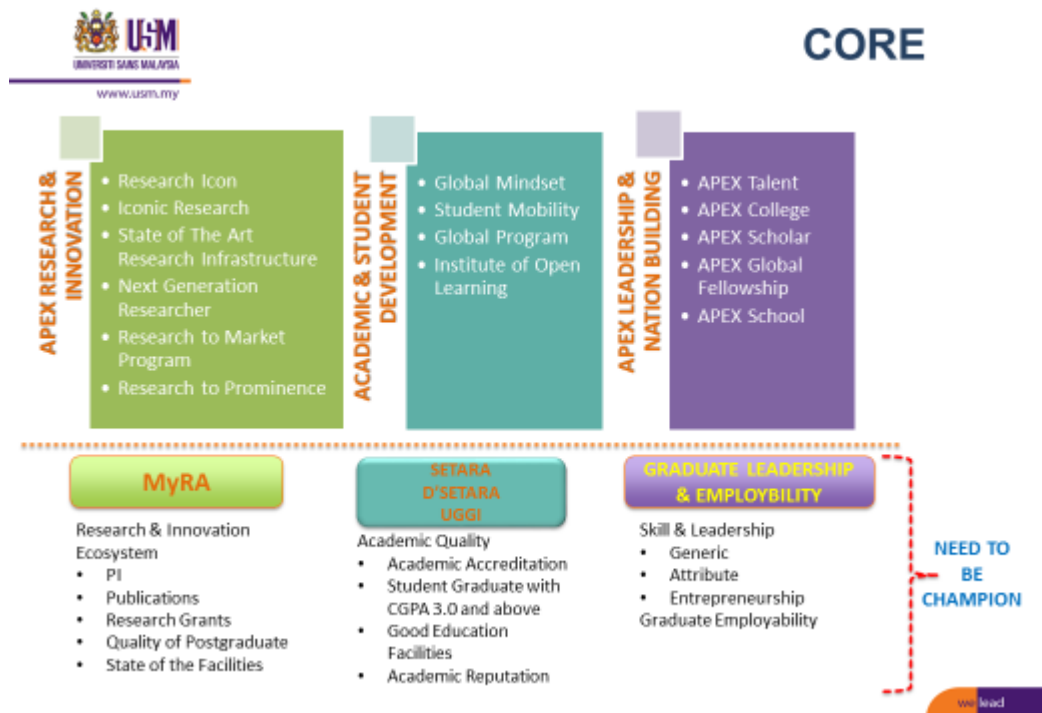 USM
UNIVERSITI SAINS MALAYSIA
www.usm.my
CORE
APEX RESEARCH &
INNOVATION
• Research Icon
• Iconic Research
• State of The Art
Research Infrastructure
• Next Generation
Researcher
• Research to Market
Program
• Research to Prominence
ACADEMIC & STUDENT
DEVELOPMENT
• Global Mindset
• Student Mobility
• Global Program
• Institute of Open
Learning
APEX LEADERSHIP &
NATION BUILDING
• APEX Talent
• APEX College
• APEX Scholar
• APEX Global
Fellowship
• APEX School
MyRA
Research & Innovation
Ecosystem
• PI
• Publications
• Research Grants
• Quality of Postgraduate
• State of the Facilities
SETARA
D'SETARA
UGGI
Academic Quality
• Academic Accreditation
• Student Graduate with
CGPA 3.0 and above
• Good Education
Facilities
• Academic Reputation
GRADUATE LEADERSHIP
& EMPLOYBILITY
Skill & Leadership
• Generic
• Attribute
• Entrepreneurship
Graduate Employability
NEED TO
BE
CHAMPION
we lead